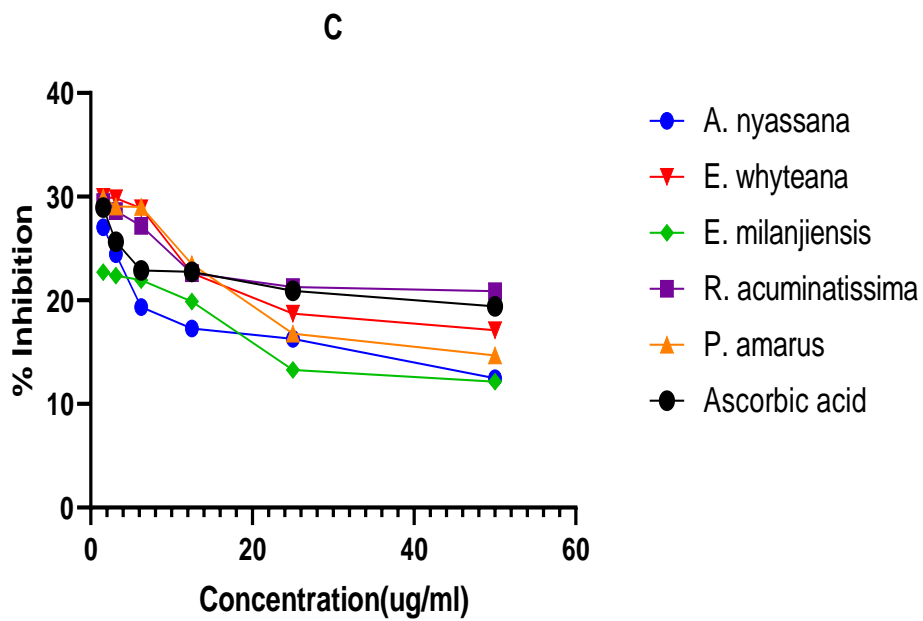 C
% Inhibition
40
30
20
10
0
0 20 40 60
Concentration(ug/ml)
A. nyassana
E. whyteana
E. milanjiensis
R. acuminatissima
P. amarus
Ascorbic acid